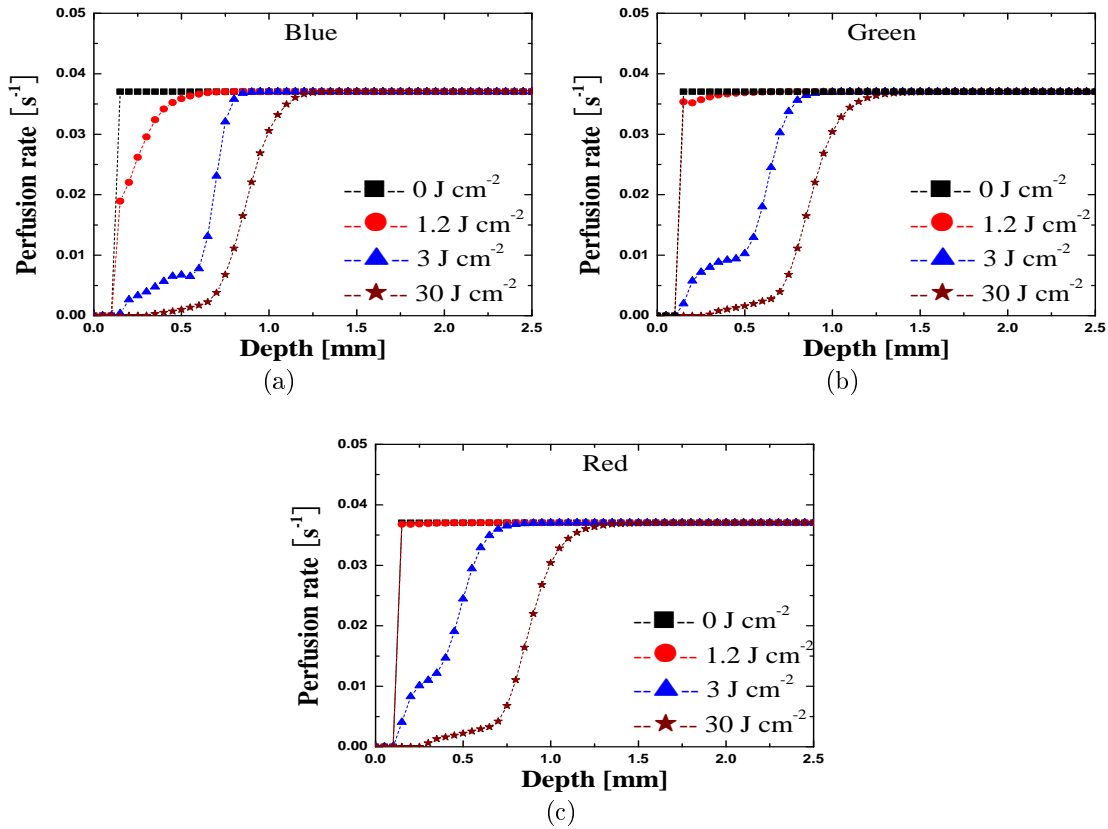 Blue
Perfusion rate [s⁻¹]
0.05
0.04
0.03
0.02
0.01
0.00
0 J cm⁻²
1.2 J cm⁻²
3 J cm⁻²
30 J cm⁻²
0.0 0.5 1.0 1.5 2.0 2.5
Depth [mm]
(a)
Green
Perfusion rate [s⁻¹]
0.05
0.04
0.03
0.02
0.01
0.00
0 J cm⁻²
1.2 J cm⁻²
3 J cm⁻²
30 J cm⁻²
0.0 0.5 1.0 1.5 2.0 2.5
Depth [mm]
(b)
Red
Perfusion rate [s⁻¹]
0.05
0.04
0.03
0.02
0.01
0.00
0 J cm⁻²
1.2 J cm⁻²
3 J cm⁻²
30 J cm⁻²
0.0 0.5 1.0 1.5 2.0 2.5
Depth [mm]
(c)